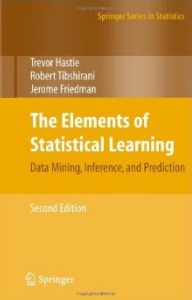 Springer Series in Statistics
Trevor Hastie
Robert Tibshirani
Jerome Friedman
The Elements of
Statistical Learning
Data Mining, Inference, and Prediction
Second Edition
Springer